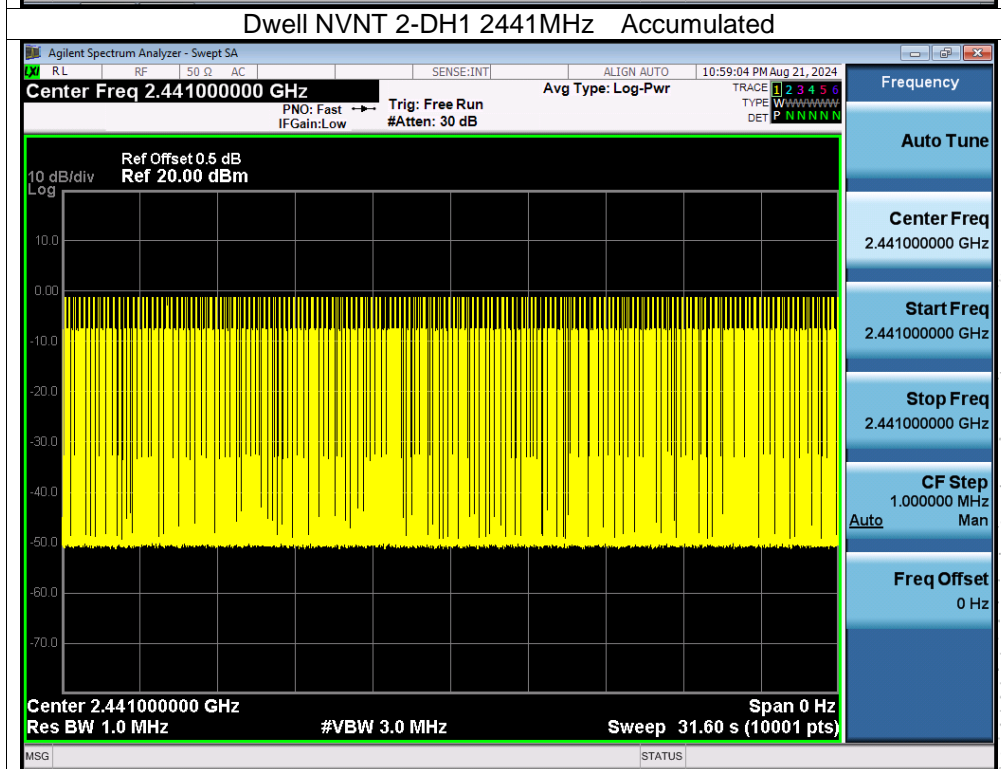 Dwell NVNT 2-DH1 2441MHz Accumulated
Agilent Spectrum Analyzer - Swept SA
LXI RL RF 50 Ω AC SENSE:INT ALIGN AUTO 10:59:04 PM Aug 21, 2024
Center Freq 2.441000000 GHz
PNO: Fast
IFGain:Low
Trig: Free Run
#Atten: 30 dB
Avg Type: Log-Pwr
TRACE 1 2 3 4 5 6
TYPE WWWWWWW
DET P N N N N N
Frequency
Auto Tune
Center Freq
2.441000000 GHz
Start Freq
2.441000000 GHz
Stop Freq
2.441000000 GHz
CF Step
1.000000 MHz
Auto Man
Freq Offset
0 Hz
Ref Offset 0.5 dB
10 dB/div Ref 20.00 dBm
Log
10.0
0.00
-10.0
-20.0
-30.0
-40.0
-50.0
-60.0
-70.0
Center 2.441000000 GHz Span 0 Hz
Res BW 1.0 MHz #VBW 3.0 MHz Sweep 31.60 s (10001 pts)
MSG STATUS